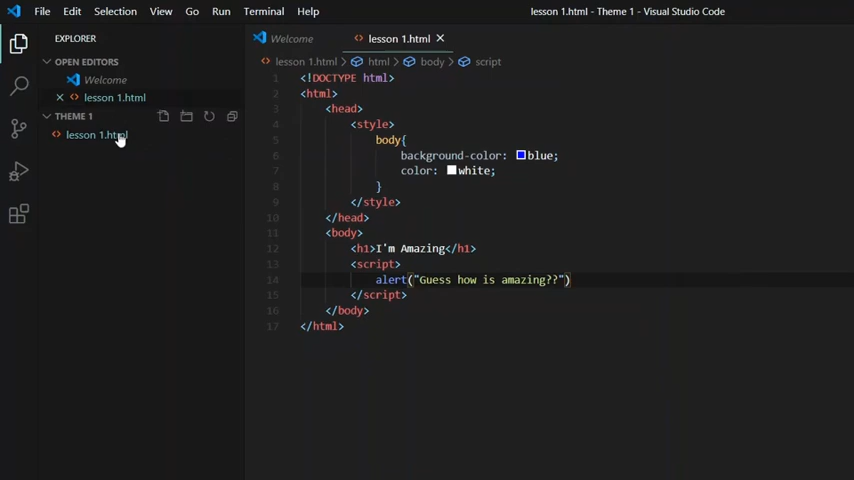 File Edit Selection View Go Run Terminal Help lesson 1.html - Theme 1 - Visual Studio Code
EXPLORER
OPEN EDITORS
Welcome
lesson 1.html
THEME 1
lesson 1.html
Welcome lesson 1.html
lesson 1.html > html > body > script
1 <!DOCTYPE html>
2 <html>
3 <head>
4 <style>
5 body{
6 background-color: blue;
7 color: white;
8 }
9 </style>
10 </head>
11 <body>
12 <h1>I'm Amazing</h1>
13 <script>
14 alert("Guess how is amazing??")
15 </script>
16 </body>
17 </html>